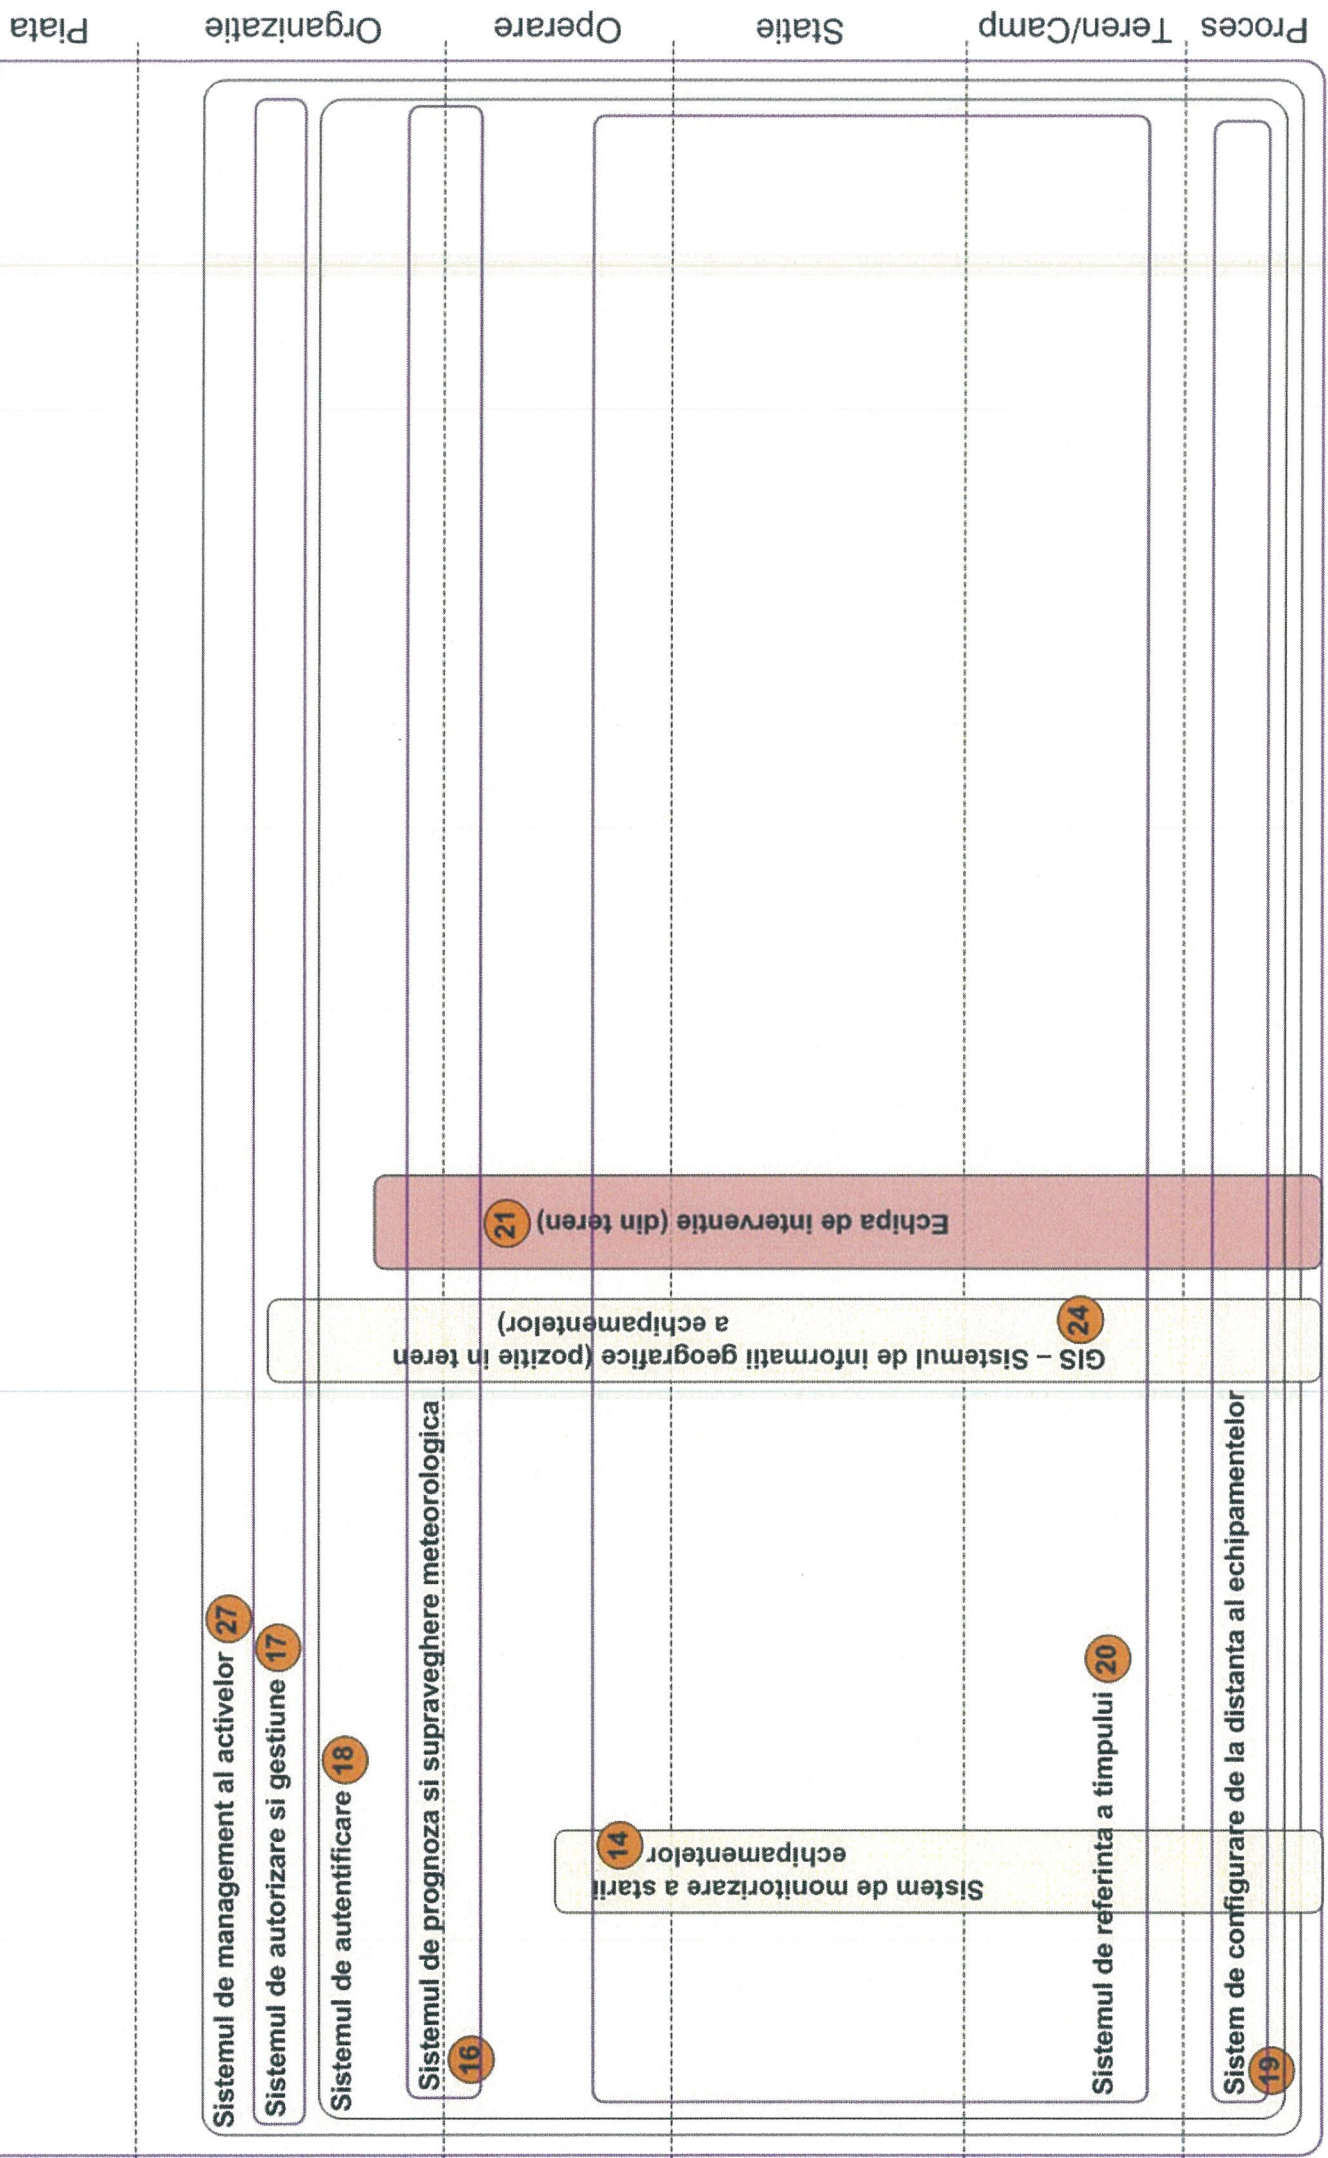 Piata
Organizatie
Operare
Statie
Teren/Camp
Proces
Sistemul de management al activelor 27
Sistemul de autorizare si gestiune 17
Sistemul de autentificare 18
Sistemul de prognoza si supraveghere meteorologica
16
Sistem de monitorizare a starii
echipamentelor 14
Sistemul de referinta a timpului 20
Sistem de configurare de la distanta al echipamentelor
19
GIS – Sistemul de informatii geografice (pozitie in teren
a echipamentelor)
24
Echipa de interventie (din teren) 21